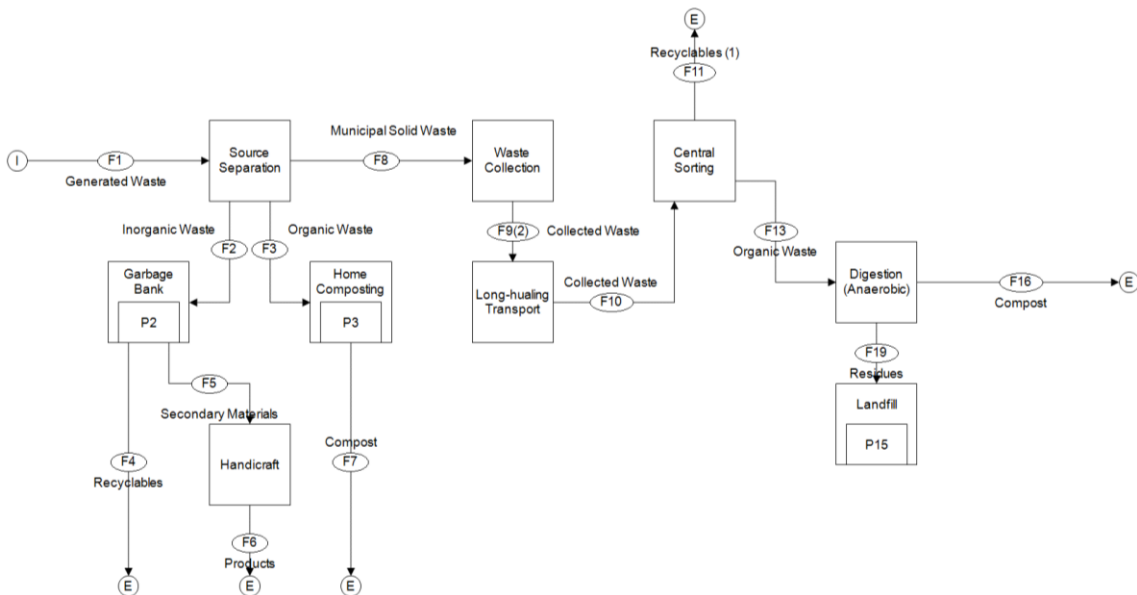 E
Recyclables (1)
F11
Municipal Solid Waste
I
F1
Generated Waste
Source
Separation
F8
Waste
Collection
Central
Sorting
Inorganic Waste
F2
F3
Organic Waste
F9(2)
Collected Waste
F13
Organic Waste
Garbage
Bank
P2
Home
Composting
P3
Long-hualing
Transport
Collected Waste
F10
Digestion
(Anaerobic)
F16
Compost
E
F19
Residues
Landfill
P15
F5
Secondary Materials
Handicraft
Compost
F7
F4
Recyclables
F6
Products
E
E
E